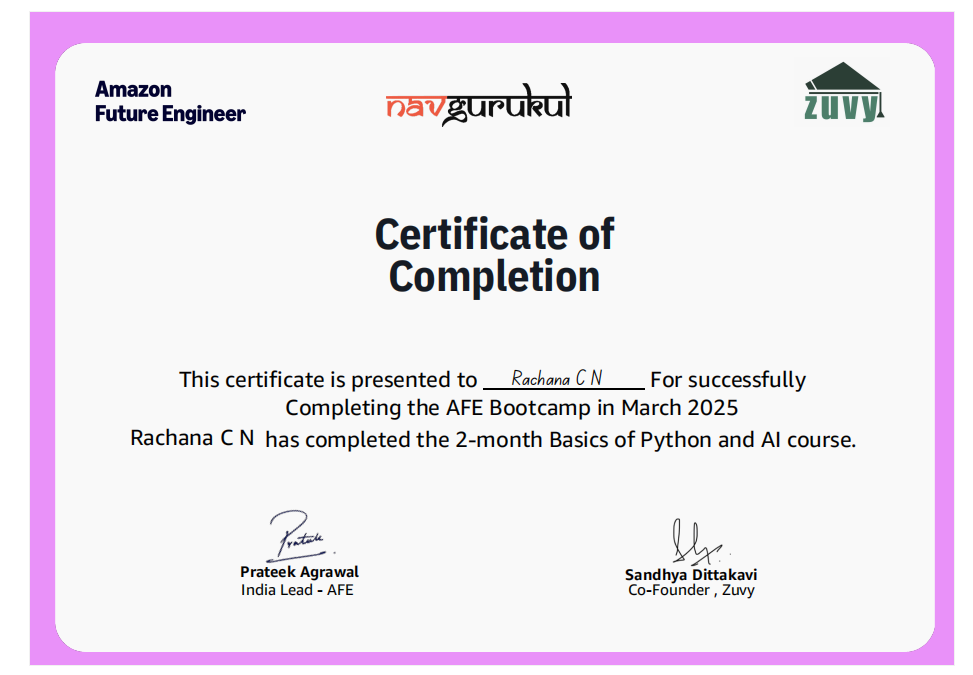 Amazon
Future Engineer
navgurukul
zuvy
Certificate of
Completion
This certificate is presented to Rachana C N For successfully
Completing the AFE Bootcamp in March 2025
Rachana C N has completed the 2-month Basics of Python and AI course.
Prateek
Prateek Agrawal
India Lead - AFE
Sandhya Dittakavi
Co-Founder , Zuvy